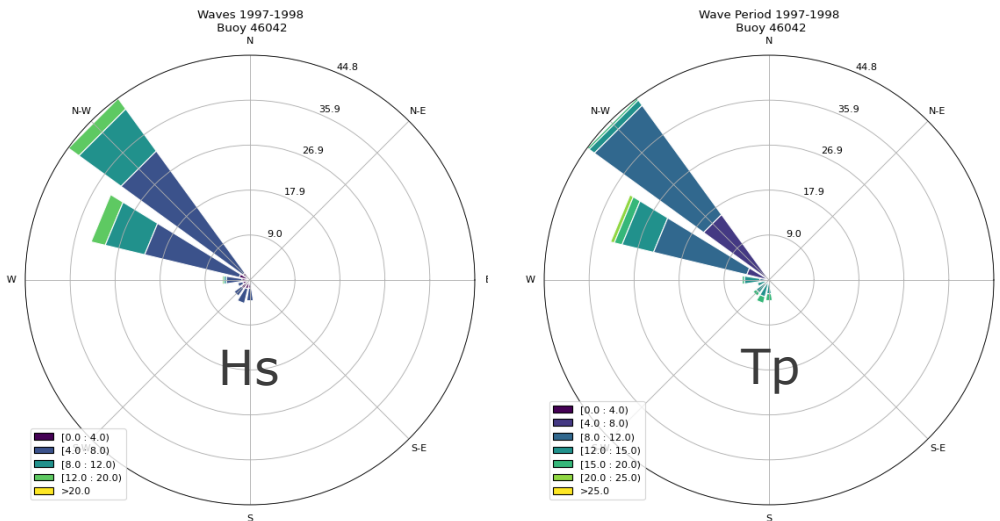 Waves 1997-1998
Buoy 46042
N
44.8
N-W
N-E
35.9
26.9
17.9
9.0
W
Hs
[0.0 : 4.0)
[4.0 : 8.0)
[8.0 : 12.0)
[12.0 : 20.0)
>20.0
S-E
S
Wave Period 1997-1998
Buoy 46042
N
44.8
N-W
N-E
35.9
26.9
17.9
9.0
W
E
Tp
[0.0 : 4.0)
[4.0 : 8.0)
[8.0 : 12.0)
[12.0 : 15.0)
[15.0 : 20.0)
[20.0 : 25.0)
>25.0
S-E
S